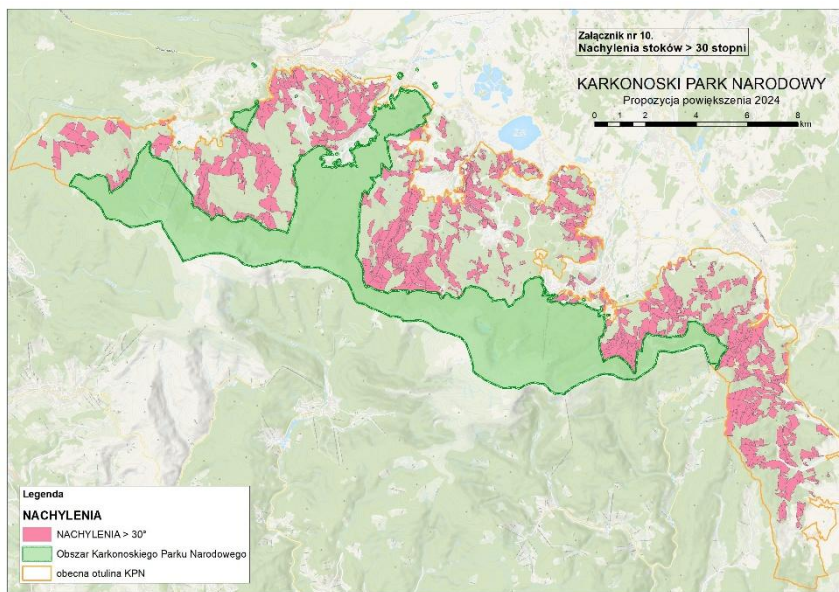 Załącznik nr 10.
Nachylenia stoków > 30 stopni
KARKONOSKI PARK NARODOWY
Propozycja powiększenia 2024
0 1 2 4 6 8
km
Legenda
NACHYLENIA
NACHYLENIA > 30°
Obszar Karkonoskiego Parku Narodowego
obecna otulina KPN